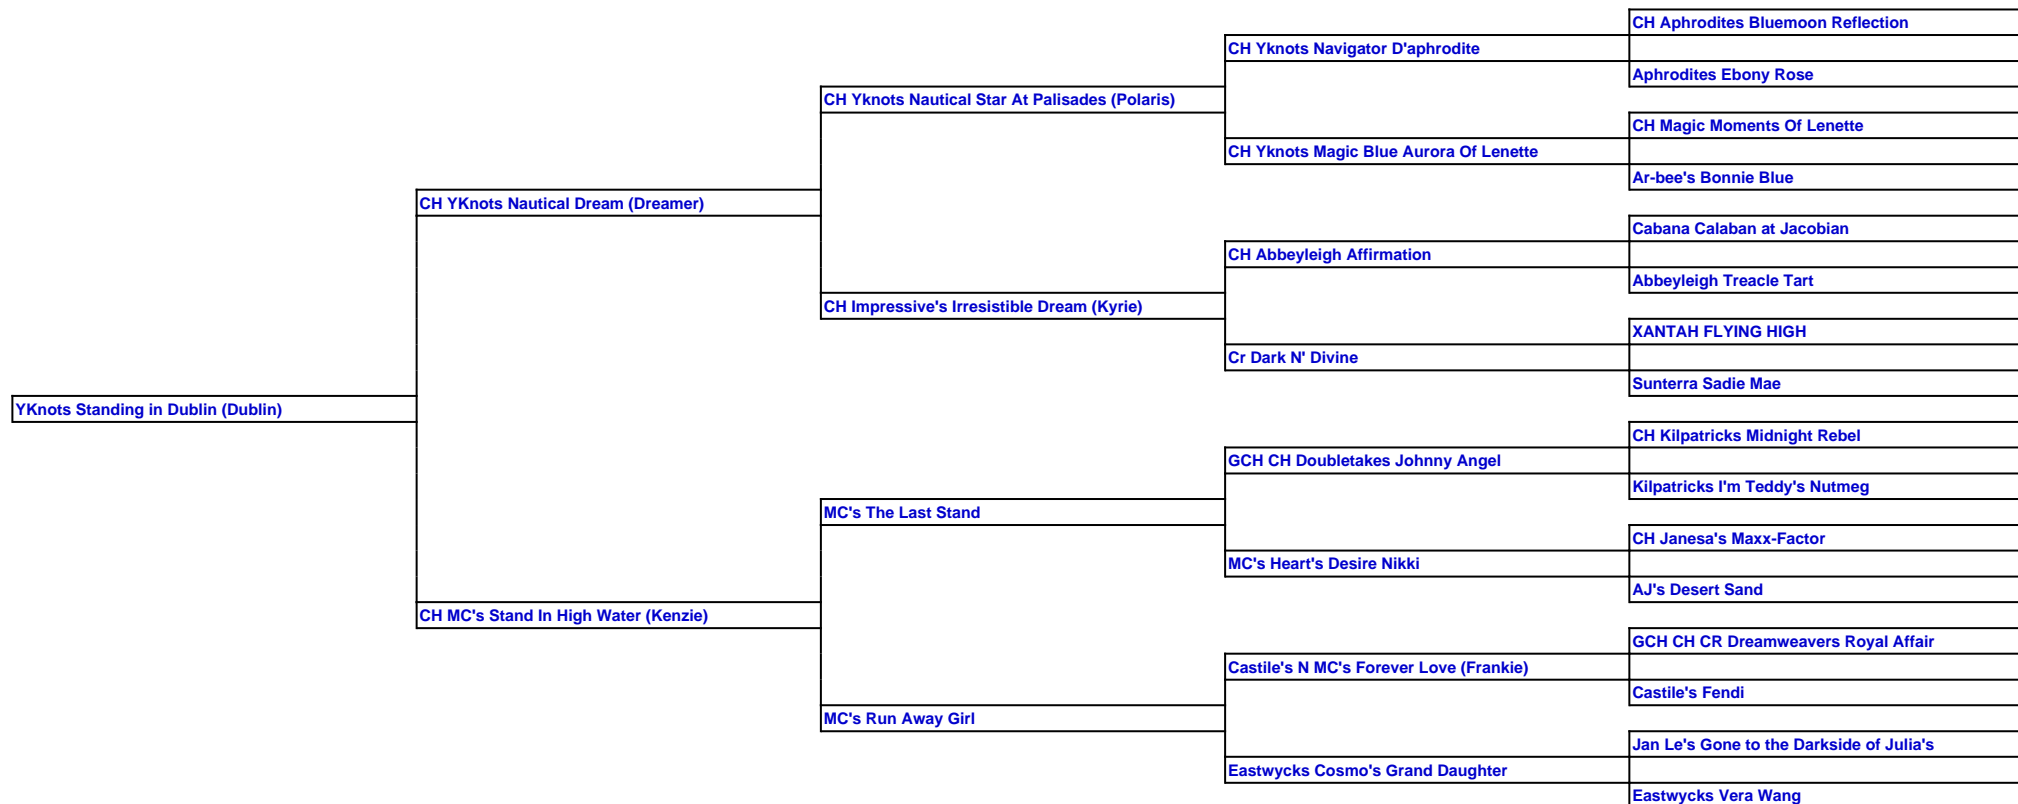 CH Aphrodites Bluemoon Reflection
CH Yknots Navigator D'aphrodite
Aphrodites Ebony Rose
CH Yknots Nautical Star At Palisades (Polaris)
CH Magic Moments Of Lenette
CH Yknots Magic Blue Aurora Of Lenette
Ar-bee's Bonnie Blue
CH YKnots Nautical Dream (Dreamer)
Cabana Calaban at Jacobian
CH Abbeyleigh Affirmation
Abbeyleigh Treacle Tart
CH Impressive's Irresistible Dream (Kyrie)
XANTAH FLYING HIGH
Cr Dark N' Divine
Sunterra Sadie Mae
YKnots Standing in Dublin (Dublin)
CH Kilpatricks Midnight Rebel
GCH CH Doubletakes Johnny Angel
Kilpatricks I'm Teddy's Nutmeg
MC's The Last Stand
CH Janesa's Maxx-Factor
MC's Heart's Desire Nikki
AJ's Desert Sand
CH MC's Stand In High Water (Kenzie)
GCH CH CR Dreamweavers Royal Affair
Castile's N MC's Forever Love (Frankie)
Castile's Fendi
MC's Run Away Girl
Jan Le's Gone to the Darkside of Julia's
Eastwycks Cosmo's Grand Daughter
Eastwycks Vera Wang